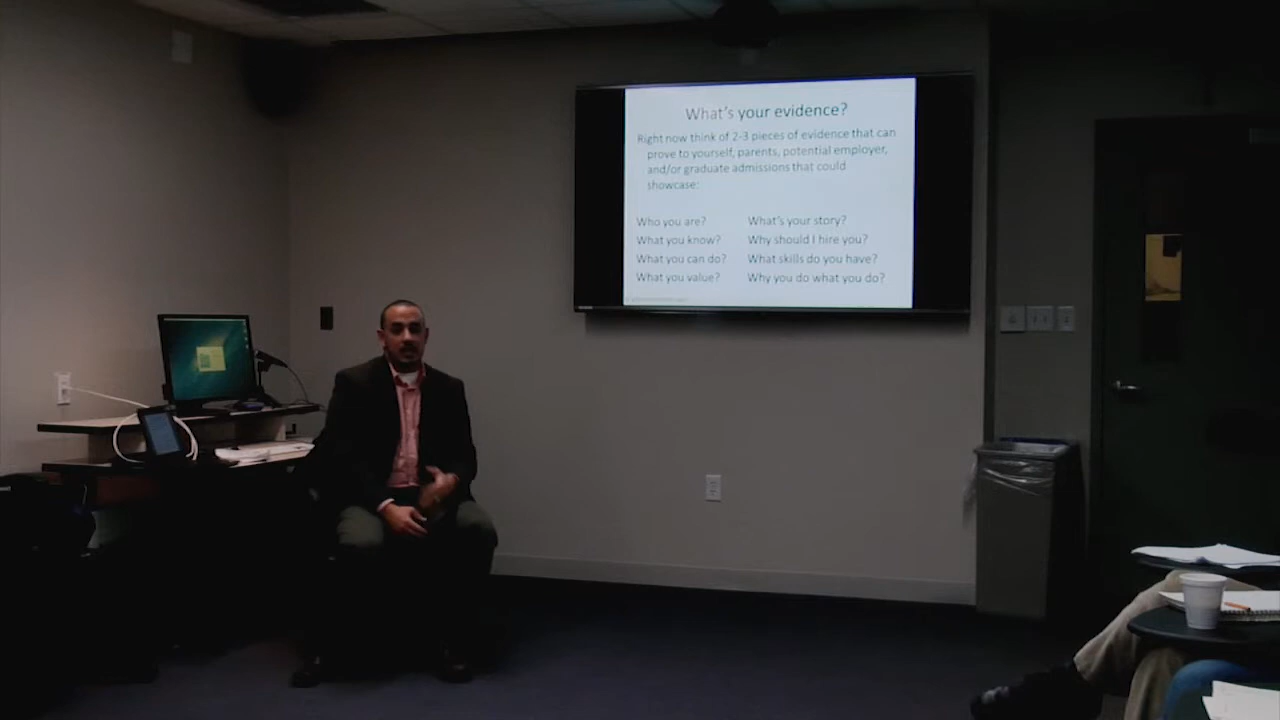 What's your evidence?
Right now think of 2-3 pieces of evidence that can
prove to yourself, parents, potential employer,
and/or graduate admissions that could
showcase:
Who you are? What's your story?
What you know? Why should I hire you?
What you can do? What skills do you have?
What you value? Why you do what you do?